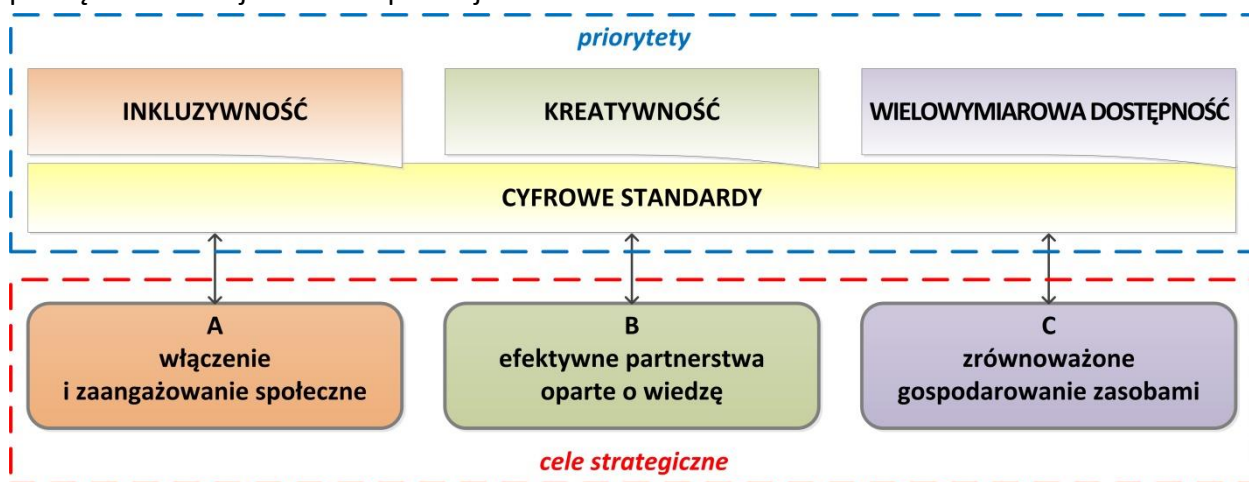 priorytety
INKLUZYWNOŚĆ
KREATYWNOŚĆ
WIELOWYMIAROWA DOSTĘPNOŚĆ
CYFROWE STANDARDY
A
włączenie
i zaangażowanie społeczne
B
efektywne partnerstwa
oparte o wiedzę
C
zrównoważone
gospodarowanie zasobami
cele strategiczne